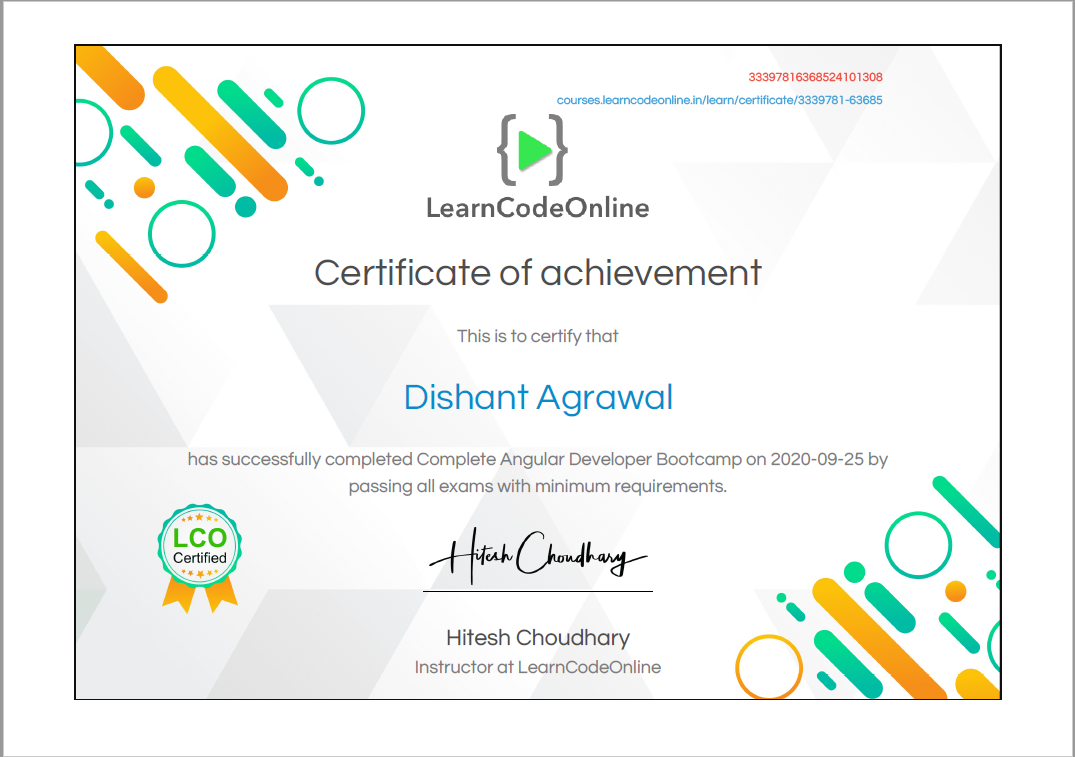 33397816368524101308
courses.learncodeonline.in/learn/certificate/3339781-63685
LearnCodeOnline
Certificate of achievement
This is to certify that
Dishant Agrawal
has successfully completed Complete Angular Developer Bootcamp on 2020-09-25 by
passing all exams with minimum requirements.
LCO
Certified
Hitesh Choudhary
Hitesh Choudhary
Instructor at LearnCodeOnline